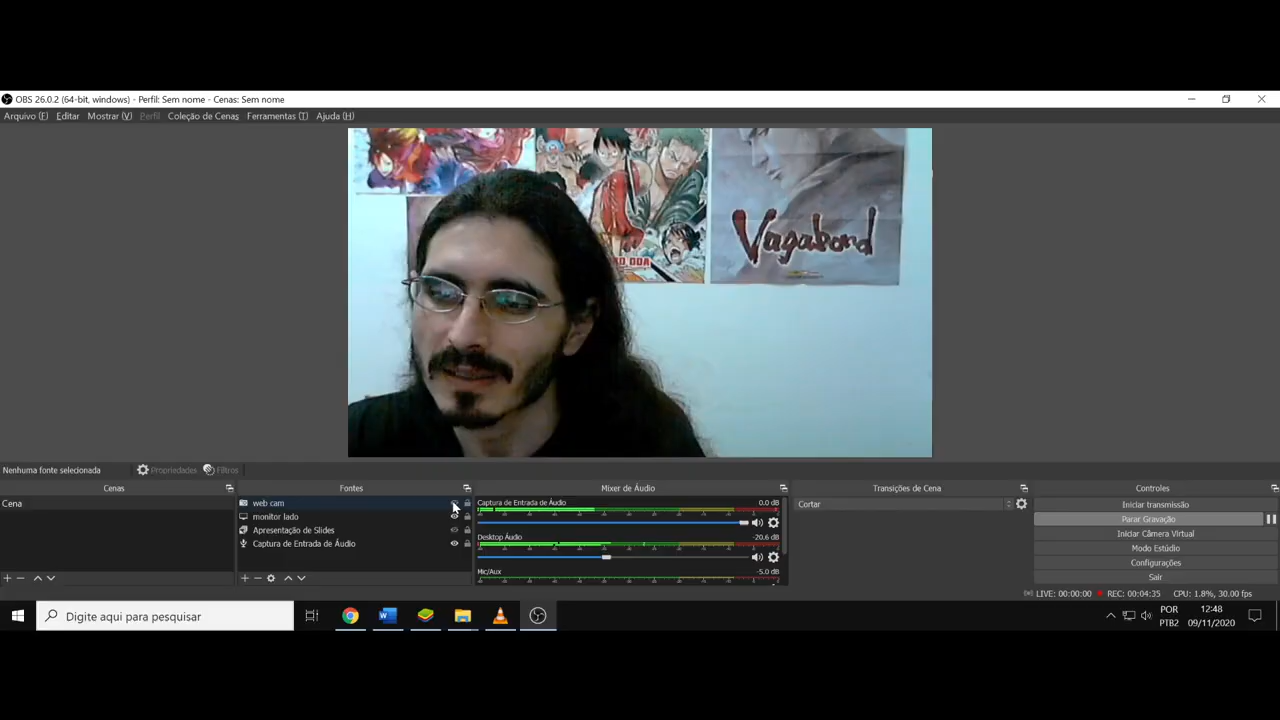 OBS 26.0.2 (64-bit, windows) - Perfil: Sem nome - Cenas: Sem nome
Arquivo (F) Editar Mostrar (V) Perfil Coleção de Cenas Ferramentas (T) Ajuda (H)
Vagabond
Nenhuma fonte selecionada Propriedades Filtros
Cenas Fontes Mixer de Áudio Transições de Cena Controles
Cena
web cam
monitor lado
Apresentação de Slides
Captura de Entrada de Áudio
Captura de Entrada de Áudio 0.0 dB
Desktop Áudio -20.6 dB
Mic/Aux -5.0 dB
Cortar
Iniciar transmissão
Parar Gravação
Iniciar Câmera Virtual
Modo Estúdio
Configurações
Sair
LIVE: 00:00:00 REC: 00:04:35 CPU: 1.8%, 30.00 fps
Digite aqui para pesquisar
POR
PTB2
12:48
09/11/2020